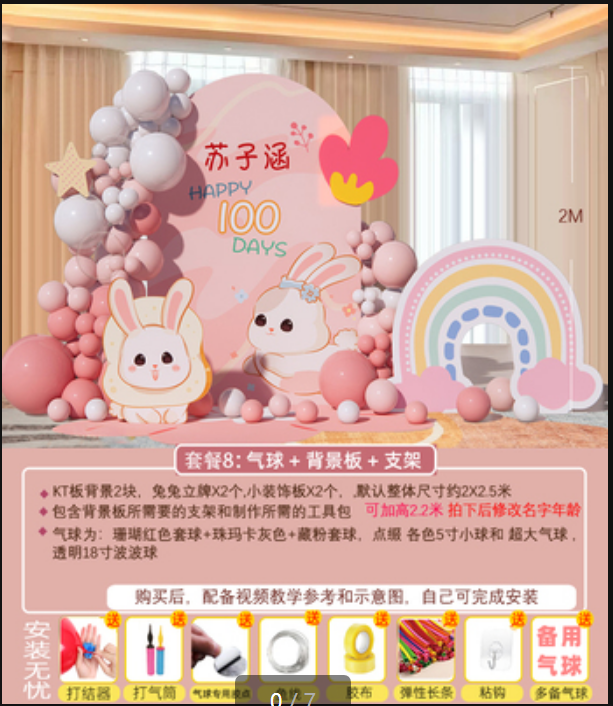 苏子涵
HAPPY
100
DAYS
2M
套餐8: 气球 + 背景板 + 支架
KT板背景2块，兔兔立牌X2个,小装饰板X2个，,默认整体尺寸约2X2.5米
包含背景板所需要的支架和制作所需的工具包 可加高2.2米 拍下后修改名字年龄
气球为：珊瑚红色套球+珠玛卡灰色+藏粉套球，点缀 各色5寸小球和 超大气球，
透明18寸波波球
购买后，配备视频教学参考和示意图，自己可完成安装
安装无忧
送 送 送 送 送 送 送 送
备用
气球
打结器 打气筒 气球专用胶点 胶布 弹性长条 粘钩 多备气球
0 / 7